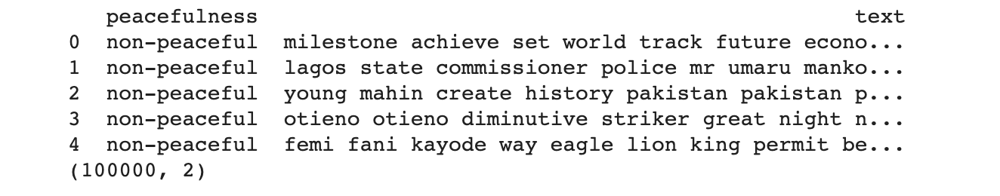 peacefulness text
0 non-peaceful milestone achieve set world track future econo...
1 non-peaceful lagos state commissioner police mr umaru manko...
2 non-peaceful young mahin create history pakistan pakistan p...
3 non-peaceful otieno otieno diminutive striker great night n...
4 non-peaceful femi fani kayode way eagle lion king permit be...
(100000, 2)